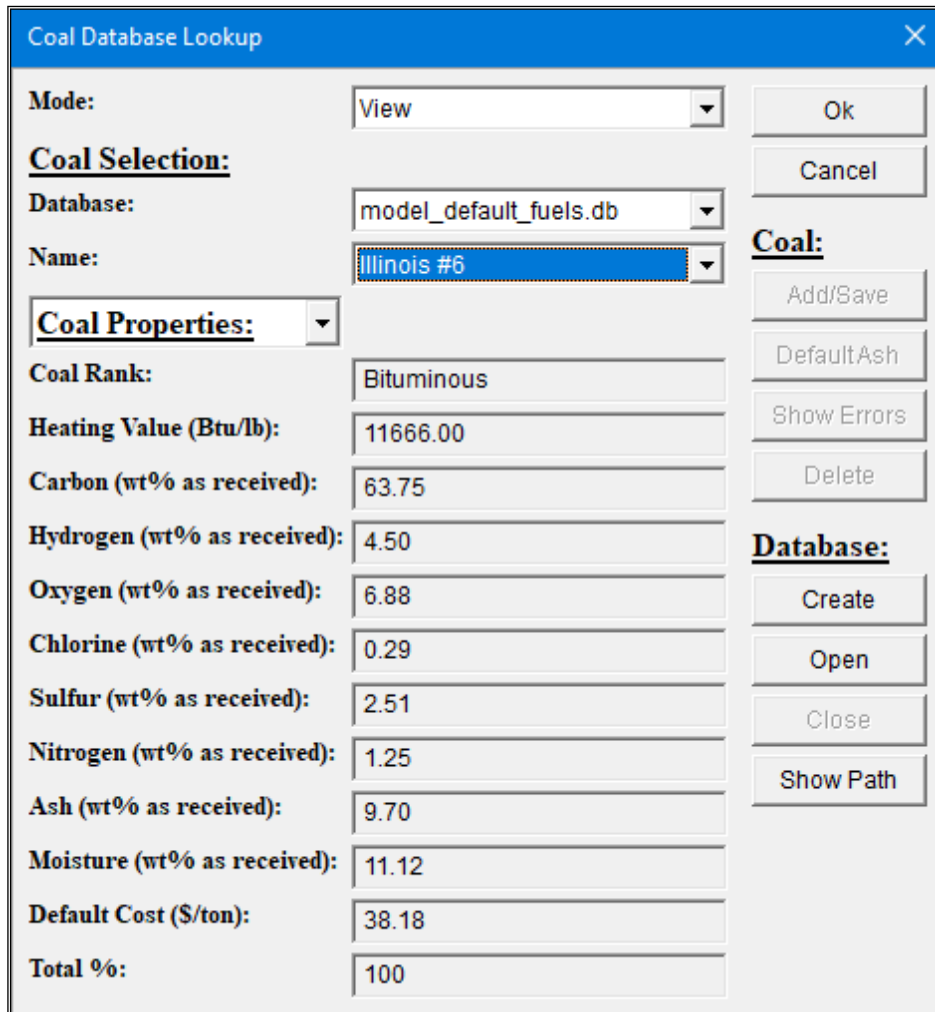 Coal Database Lookup
Mode: View
Ok
Coal Selection:
Cancel
Database: model_default_fuels.db
Name: Illinois #6
Coal:
Add/Save
Coal Properties:
Default Ash
Coal Rank: Bituminous
Show Errors
Heating Value (Btu/lb): 11666.00
Carbon (wt% as received): 63.75
Delete
Hydrogen (wt% as received): 4.50
Database:
Oxygen (wt% as received): 6.88
Create
Chlorine (wt% as received): 0.29
Open
Sulfur (wt% as received): 2.51
Close
Nitrogen (wt% as received): 1.25
Show Path
Ash (wt% as received): 9.70
Moisture (wt% as received): 11.12
Default Cost ($/ton): 38.18
Total %: 100